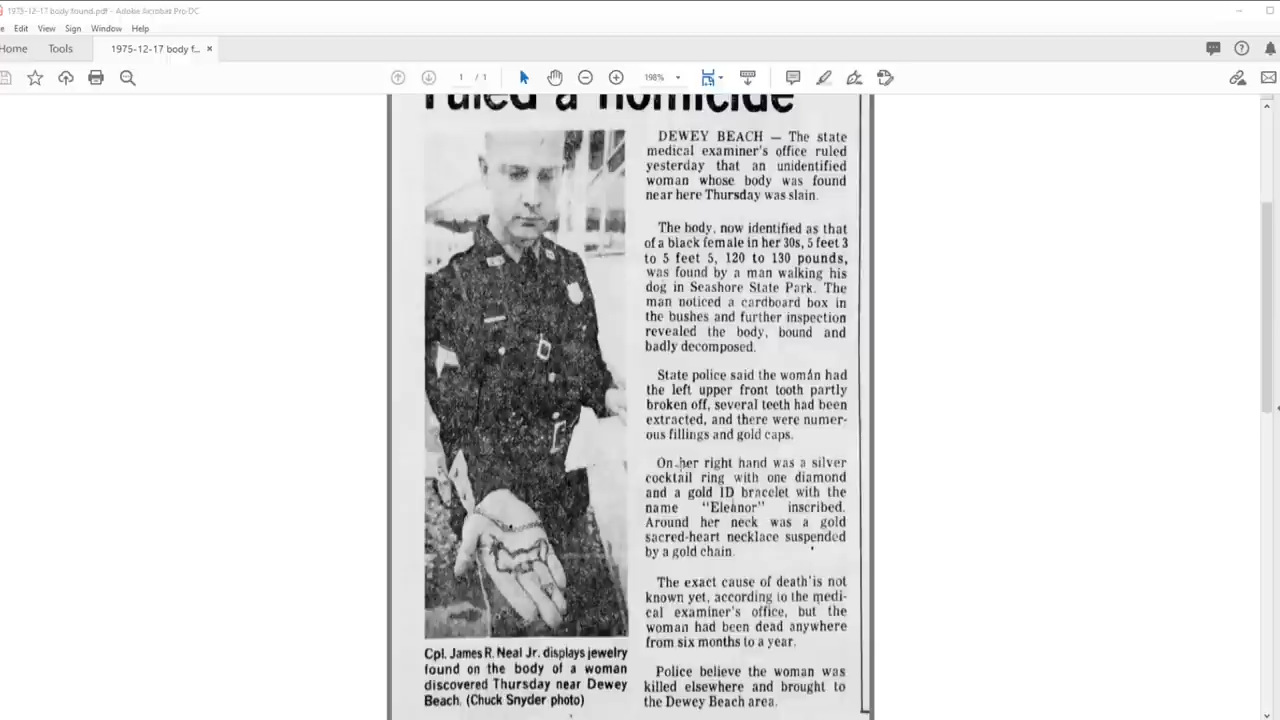 1975-12-17 body found.pdf - Adobe Acrobat Pro DC
Edit View Sign Window Help
Home Tools 1975-12-17 body f... ×
1 / 1 198%
ruled a homicide
DEWEY BEACH — The state
medical examiner's office ruled
yesterday that an unidentified
woman whose body was found
near here Thursday was slain.
The body, now identified as that
of a black female in her 30s, 5 feet 3
to 5 feet 5, 120 to 130 pounds,
was found by a man walking his
dog in Seashore State Park. The
man noticed a cardboard box in
the bushes and further inspection
revealed the body, bound and
badly decomposed.
State police said the woman had
the left upper front tooth partly
broken off, several teeth had been
extracted, and there were numer-
ous fillings and gold caps.
On her right hand was a silver
cocktail ring with one diamond
and a gold ID bracelet with the
name "Eleanor" inscribed.
Around her neck was a gold
sacred-heart necklace suspended
by a gold chain.
The exact cause of death is not
known yet, according to the medi-
cal examiner's office, but the
woman had been dead anywhere
from six months to a year.
Police believe the woman was
killed elsewhere and brought to
the Dewey Beach area.
Cpl. James R. Neal Jr. displays jewelry
found on the body of a woman
discovered Thursday near Dewey
Beach. (Chuck Snyder photo)